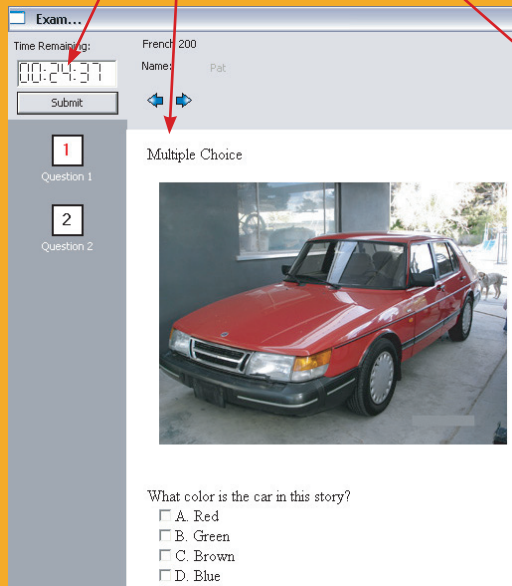 Exam...
Time Remaining:
00:24:37
Submit
French 200
Name:
Pat
1
Question 1
2
Question 2
Multiple Choice
What color is the car in this story?
A. Red
B. Green
C. Brown
D. Blue